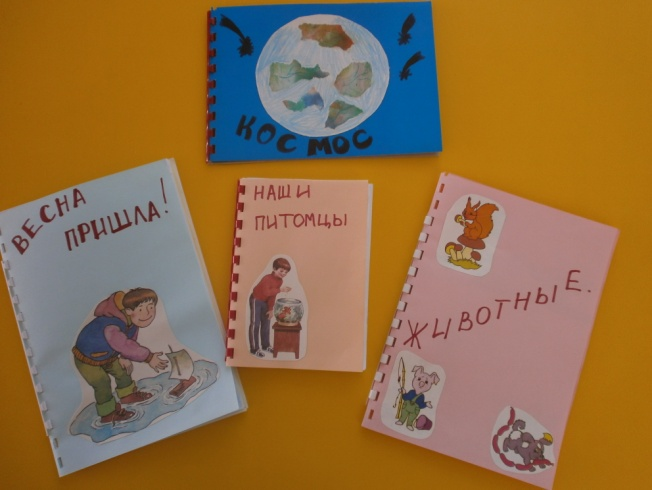 КОСМОС
ВЕСНА
ПРИШЛА!
НАШИ
ПИТОМЦЫ
ЖИВОТНЫЕ.